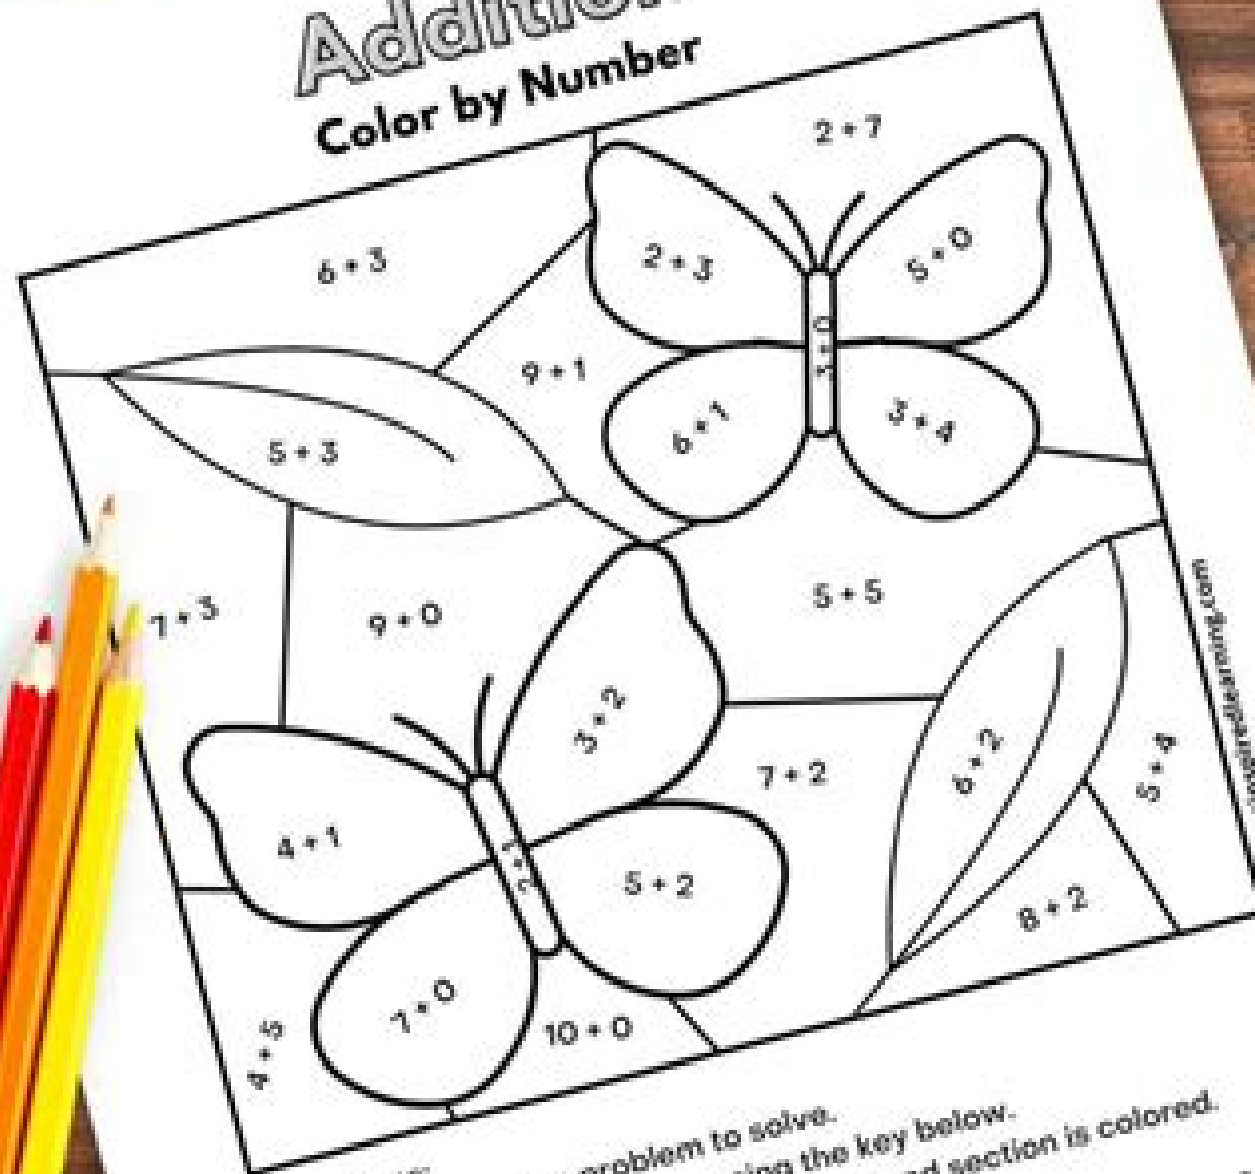 Addition
Color by Number
2 + 7
6 + 3
2 + 3
5 + 0
3 + 0
9 + 1
6 + 1
3 + 4
5 + 3
7 + 3
9 + 0
5 + 5
3 + 2
7 + 2
6 + 2
5 + 4
4 + 1
2 + 1
5 + 2
8 + 2
7 + 0
10 + 0
4 + 5
problem to solve.
the key below.
section is colored.